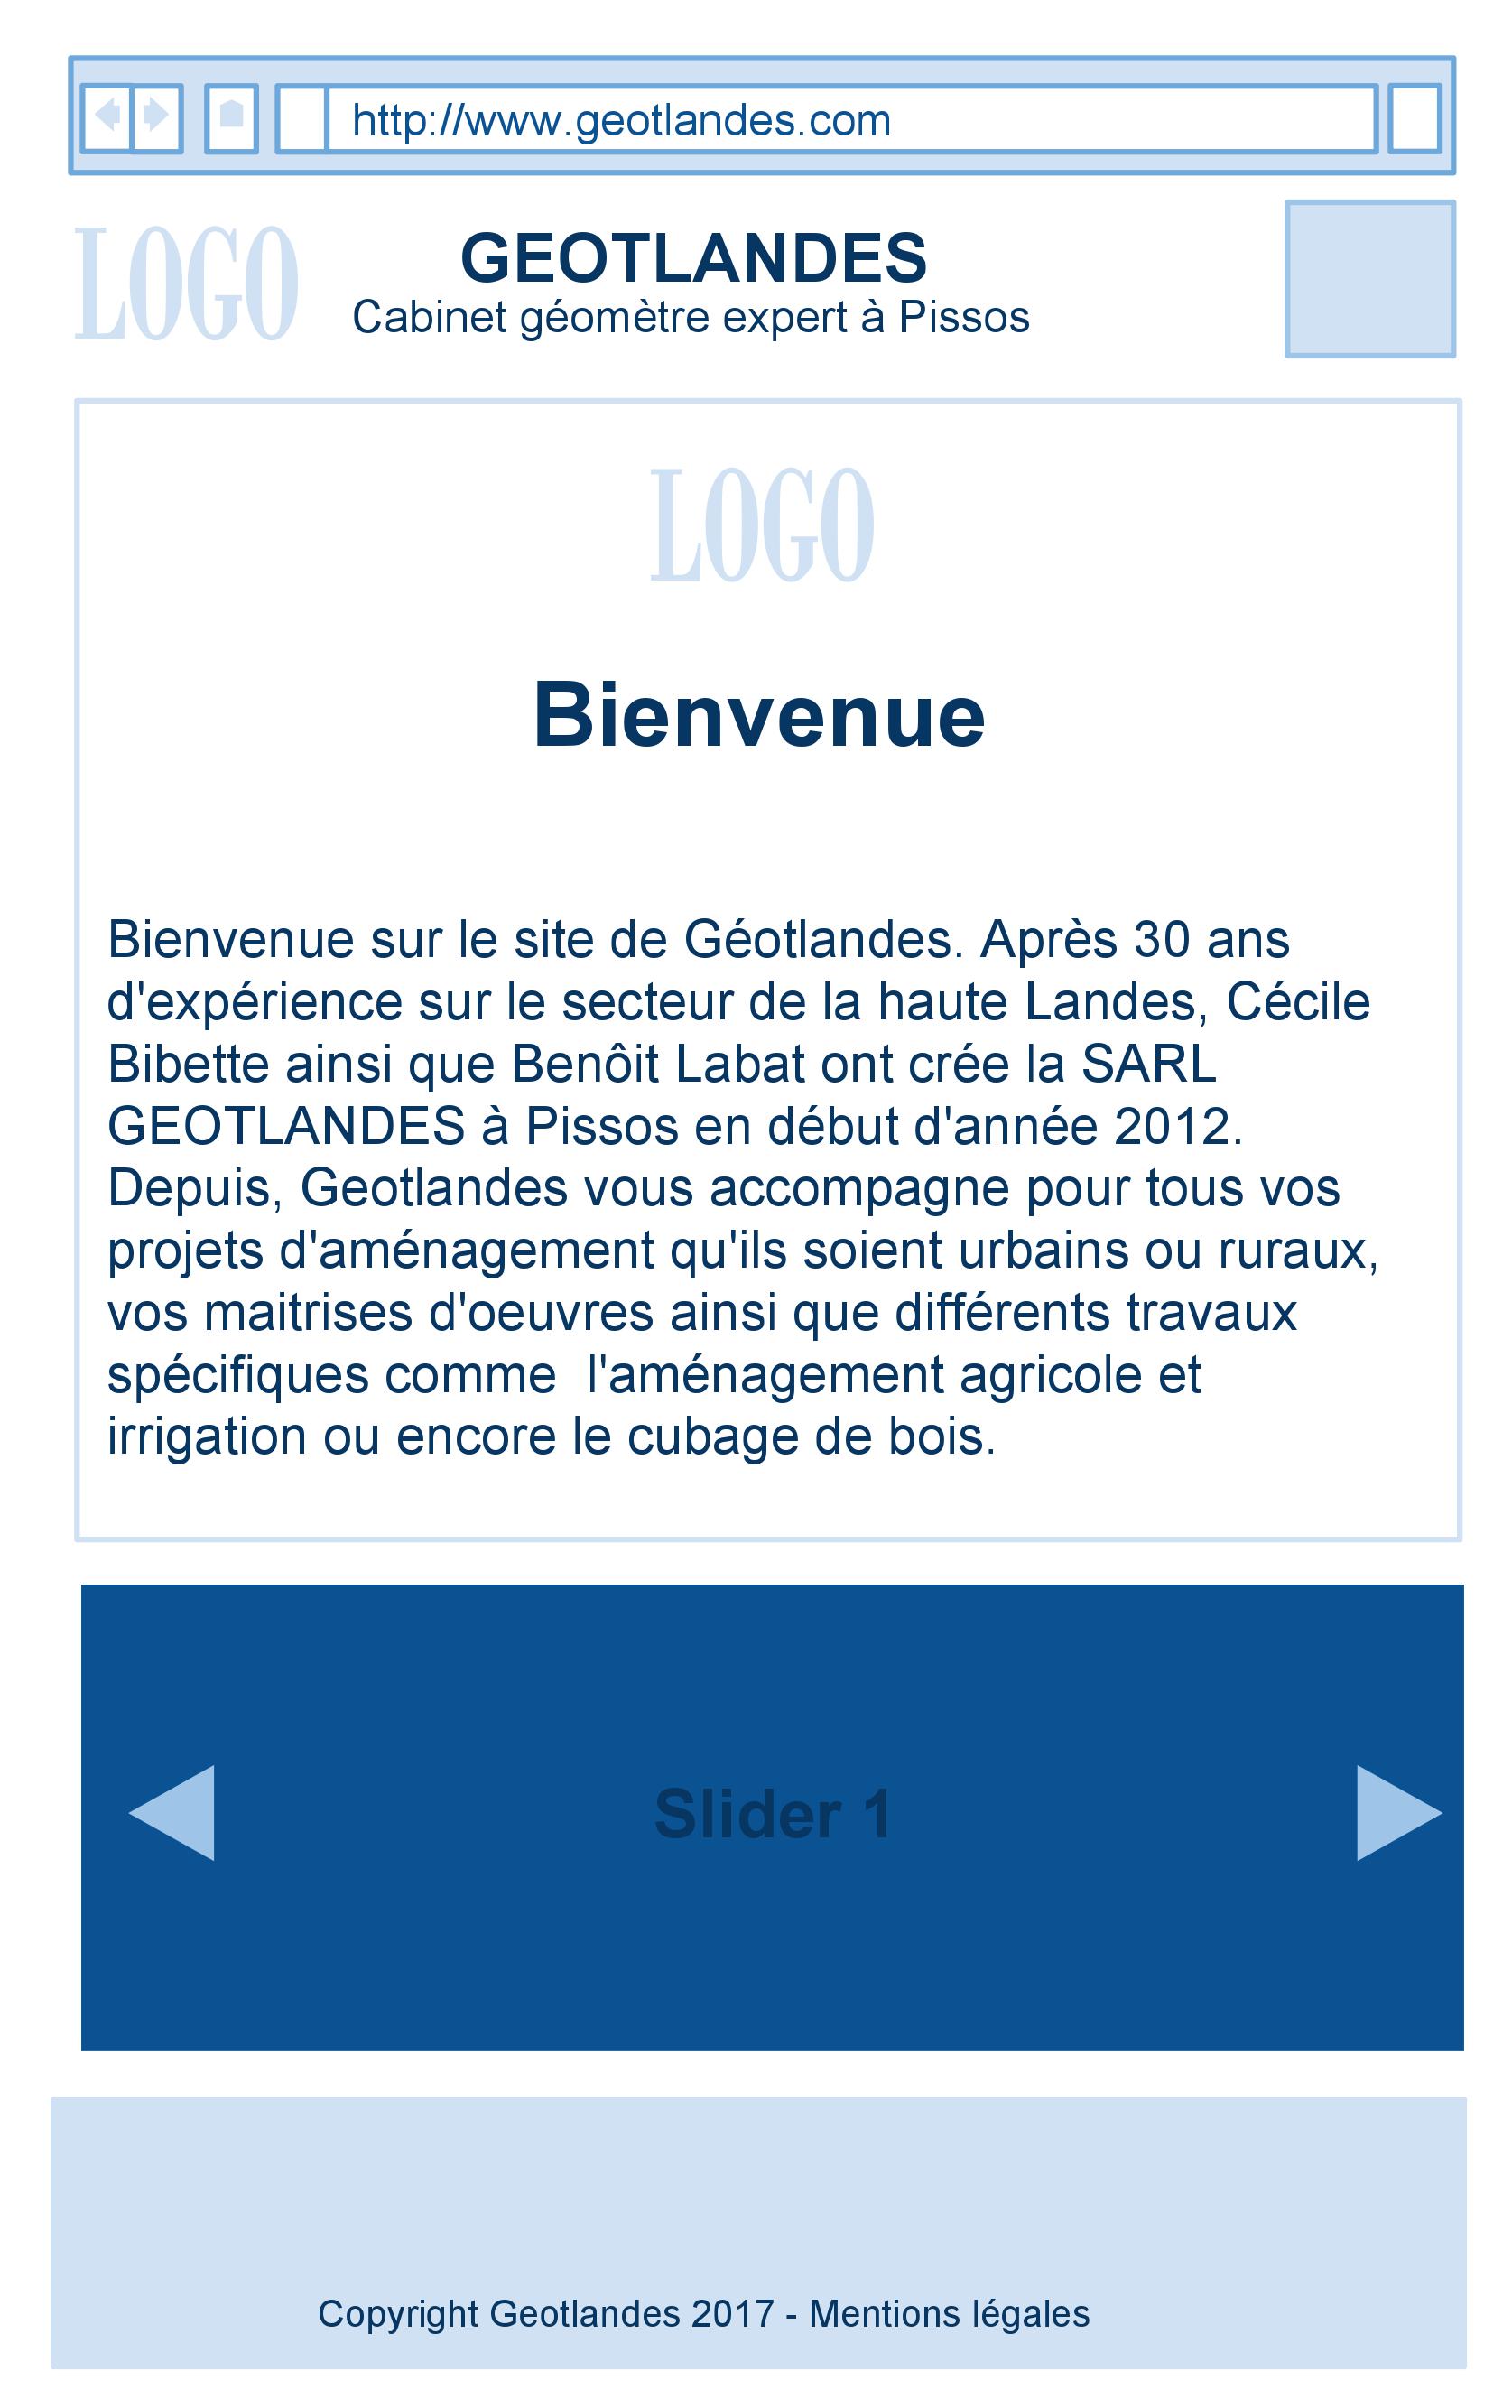 http://www.geotlandes.com
LOGO
GEOTLANDES
Cabinet géomètre expert à Pissos
LOGO
Bienvenue
Bienvenue sur le site de Géotlandes. Après 30 ans
d'expérience sur le secteur de la haute Landes, Cécile
Bibette ainsi que Benôit Labat ont crée la SARL
GEOTLANDES à Pissos en début d'année 2012.
Depuis, Geotlandes vous accompagne pour tous vos
projets d'aménagement qu'ils soient urbains ou ruraux,
vos maitrises d'oeuvres ainsi que différents travaux
spécifiques comme  l'aménagement agricole et
irrigation ou encore le cubage de bois.
Slider 1
Copyright Geotlandes 2017 - Mentions légales